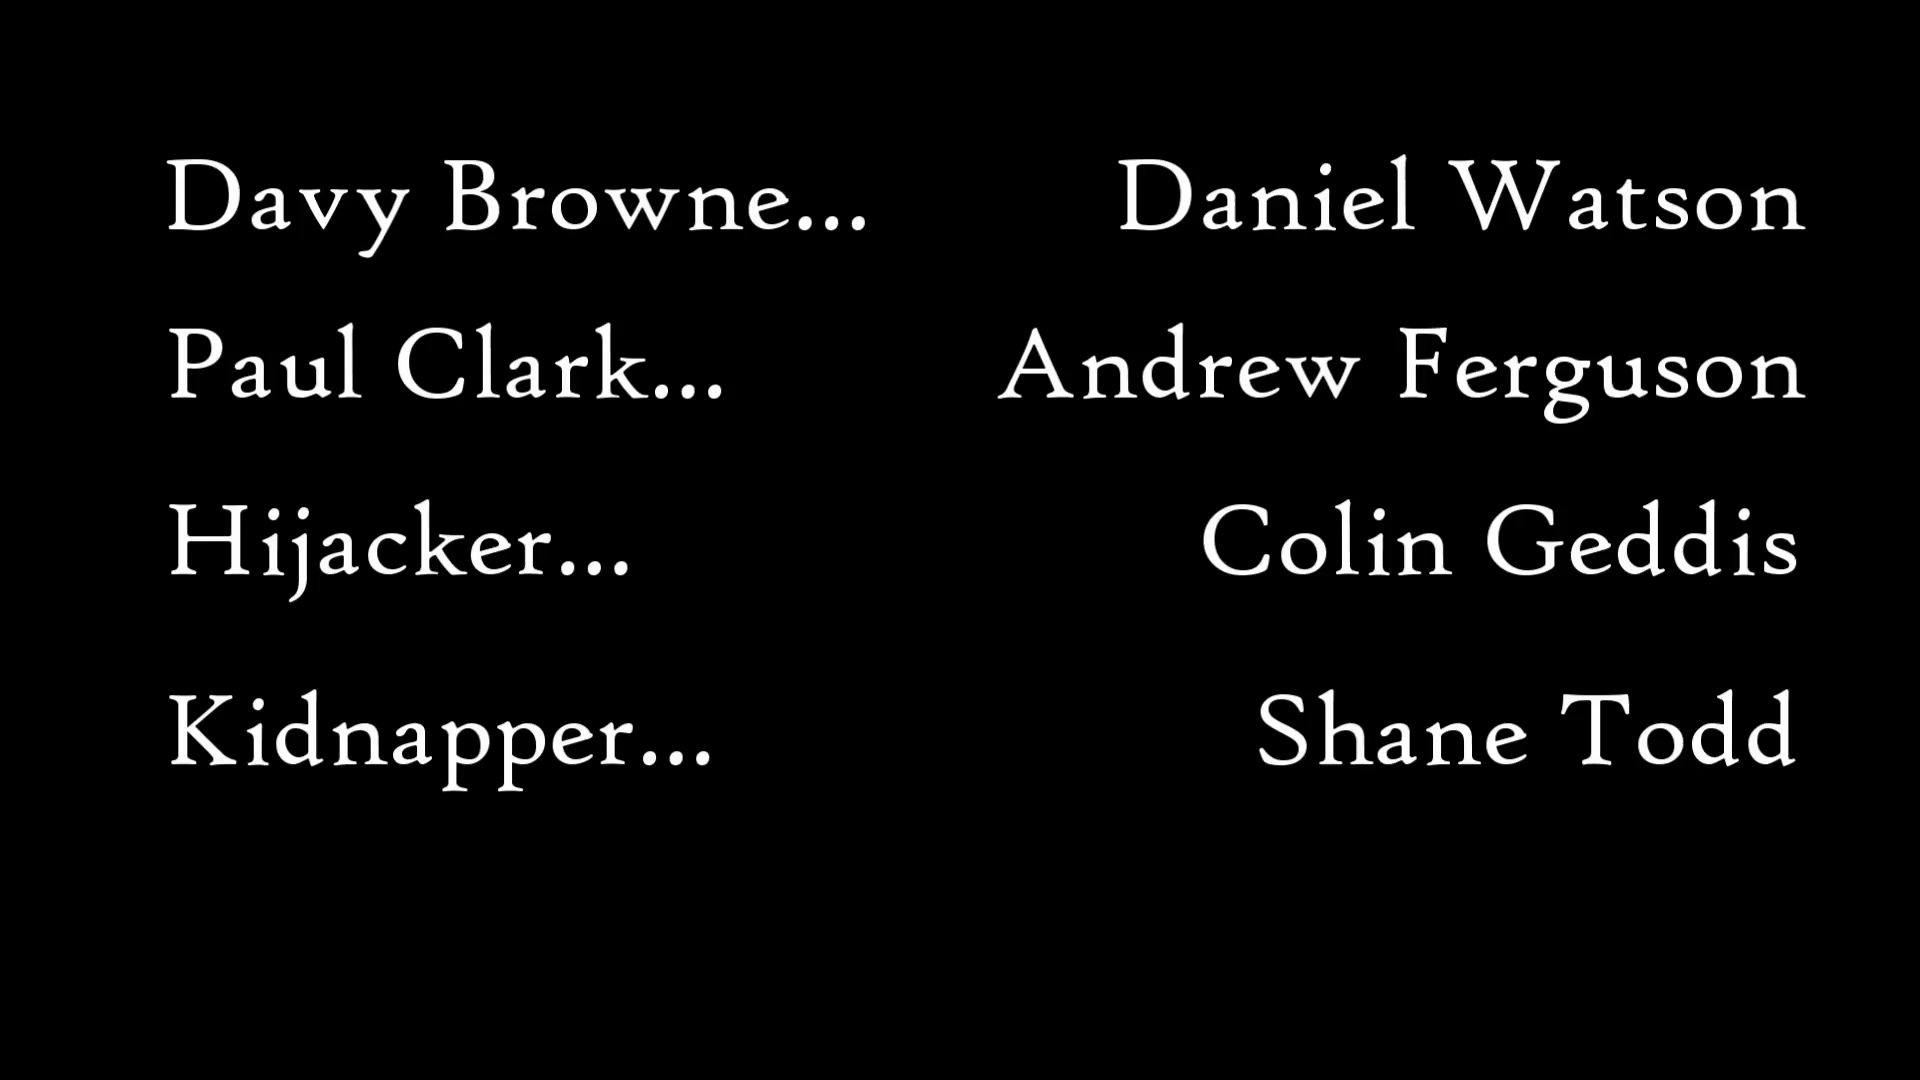 Davy Browne... Daniel Watson
Paul Clark... Andrew Ferguson
Hijacker... Colin Geddis
Kidnapper... Shane Todd